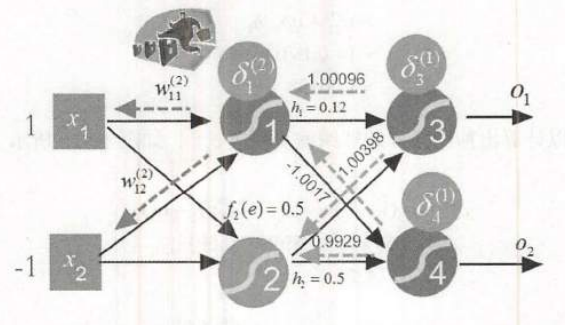 δ₁⁽²⁾ 1.00096 δ₃⁽¹⁾
w₁₁⁽²⁾
1 x₁ 1 h₁=0.12 3 o₁
w₁₂⁽²⁾ -1.0017 1.00398
f₂(e)=0.5 δ₄⁽¹⁾
-1 x₂ 2 0.9929 4 o₂
h₂=0.5